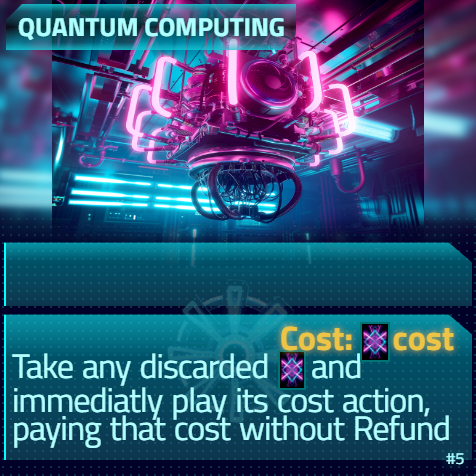 QUANTUM COMPUTING
Cost: cost
Take any discarded and
immediatly play its cost action,
paying that cost without Refund
#5